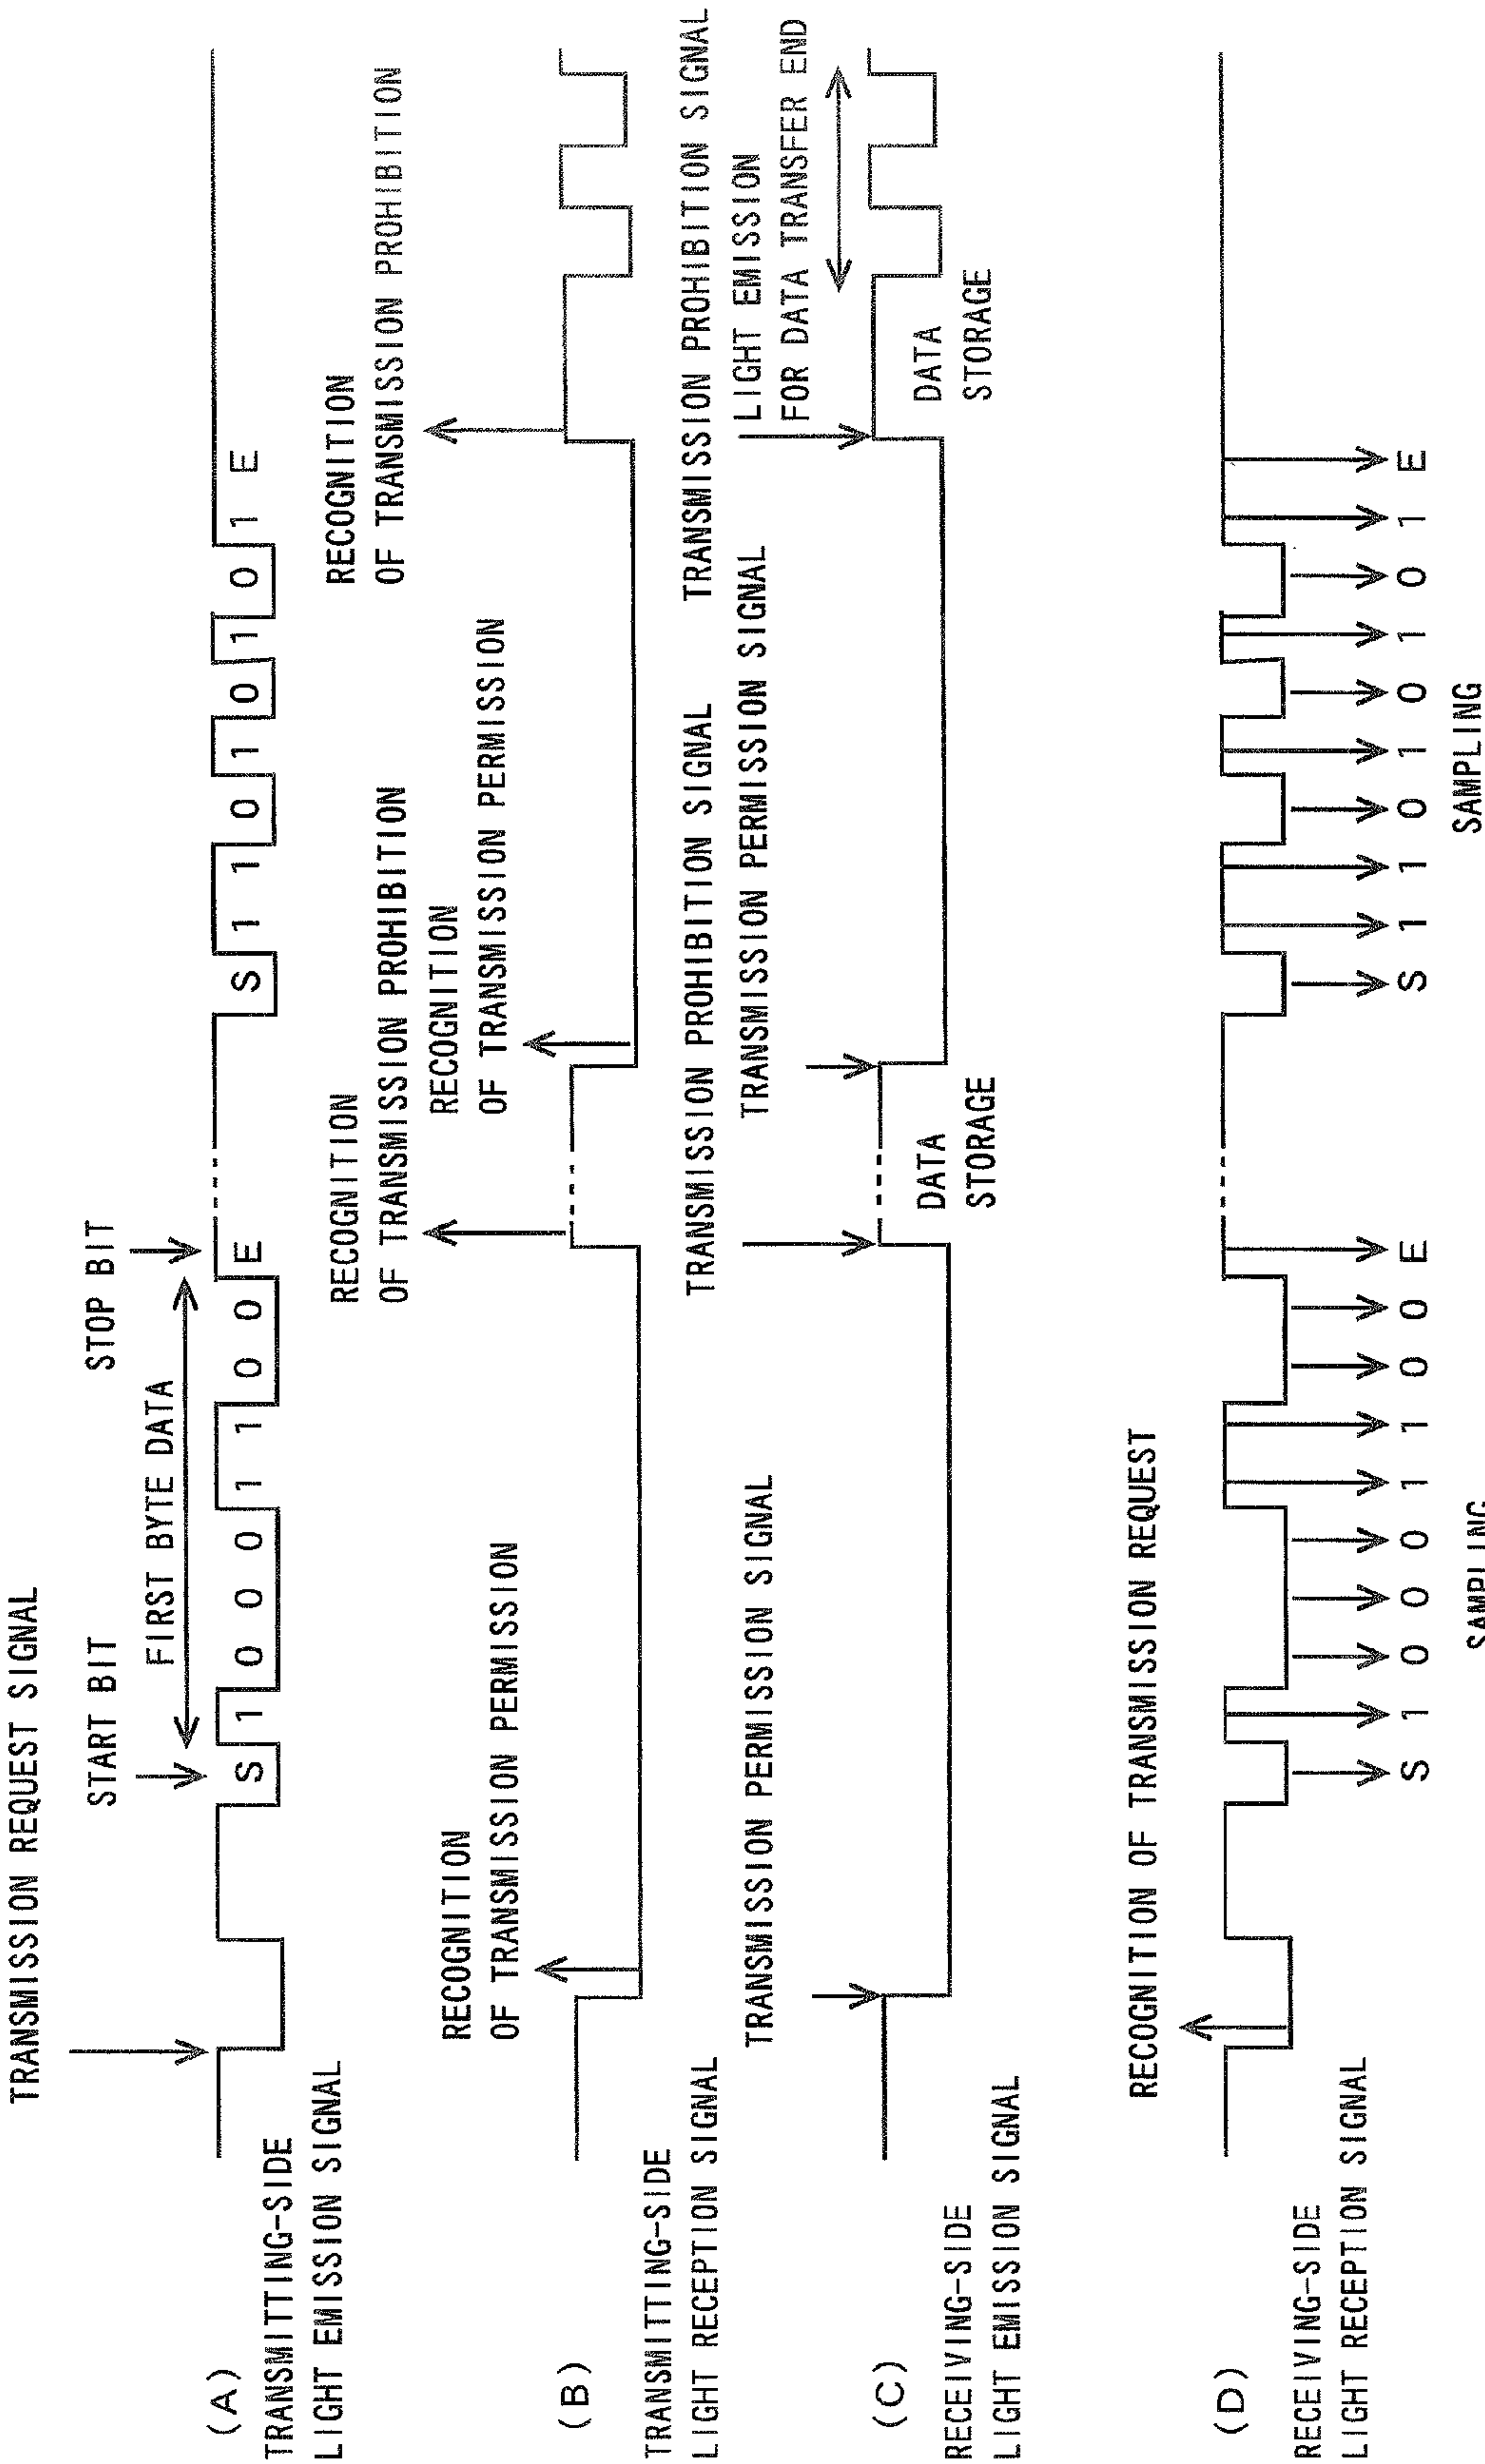 TRANSMISSION REQUEST SIGNAL
START BIT
STOP BIT
FIRST BYTE DATA
S 1 0 0 0 1 1 0 0 E
S 1 1 0 1 0 1 0 1 E
(A)
TRANSMITTING-SIDE
LIGHT EMISSION SIGNAL
RECOGNITION
OF TRANSMISSION PROHIBITION
RECOGNITION
OF TRANSMISSION PROHIBITION
RECOGNITION
OF TRANSMISSION PERMISSION
RECOGNITION
OF TRANSMISSION PERMISSION
(B)
TRANSMITTING-SIDE
LIGHT RECEPTION SIGNAL
TRANSMISSION PROHIBITION SIGNAL
TRANSMISSION PROHIBITION SIGNAL
TRANSMISSION PERMISSION SIGNAL
TRANSMISSION PERMISSION SIGNAL
LIGHT EMISSION
FOR DATA TRANSFER END
(C)
DATA
STORAGE
DATA
STORAGE
RECEIVING-SIDE
LIGHT EMISSION SIGNAL
RECOGNITION OF TRANSMISSION REQUEST
(D)
RECEIVING-SIDE
LIGHT RECEPTION SIGNAL
S 1 0 0 0 1 1 0 0 E
S 1 1 0 1 0 1 0 1 E
SAMPLING
SAMPLING